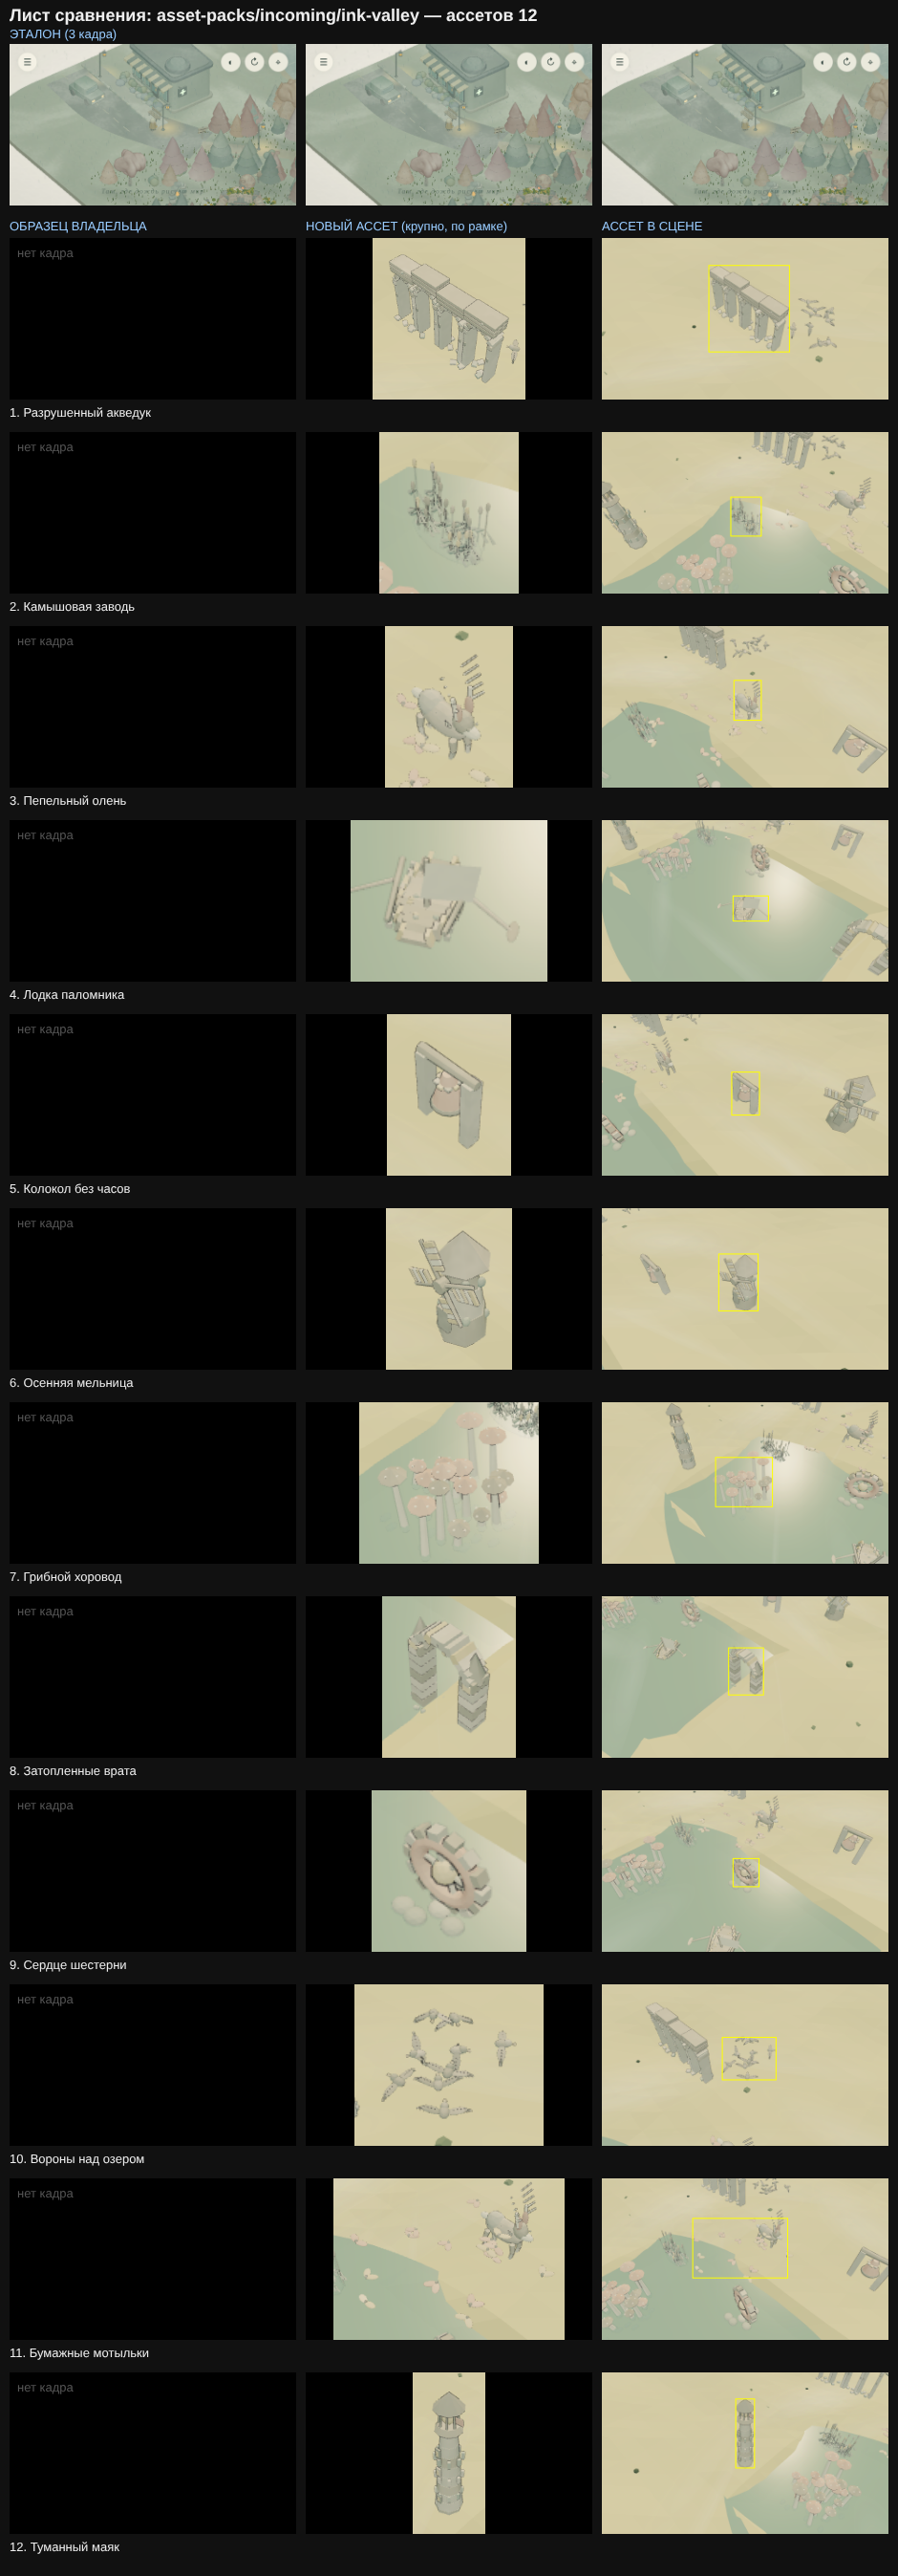 Лист сравнения: asset-packs/incoming/ink-valley — ассетов 12
ЭТАЛОН (3 кадра)
ОБРАЗЕЦ ВЛАДЕЛЬЦА
НОВЫЙ АССЕТ (крупно, по рамке)
АССЕТ В СЦЕНЕ
нет кадра
1. Разрушенный акведук
нет кадра
2. Камышовая заводь
нет кадра
3. Пепельный олень
нет кадра
4. Лодка паломника
нет кадра
5. Колокол без часов
нет кадра
6. Осенняя мельница
нет кадра
7. Грибной хоровод
нет кадра
8. Затопленные врата
нет кадра
9. Сердце шестерни
нет кадра
10. Вороны над озером
нет кадра
11. Бумажные мотыльки
нет кадра
12. Туманный маяк